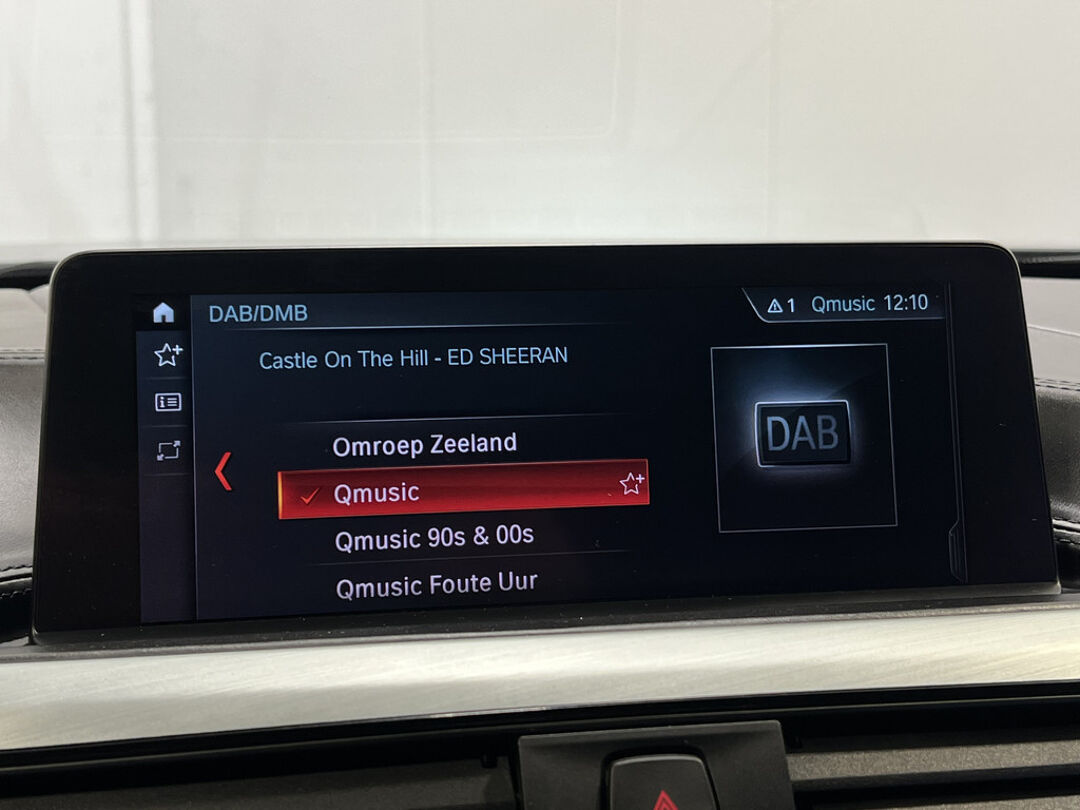 DAB/DMB
1 Qmusic 12:10
Castle On The Hill - ED SHEERAN
DAB
Omroep Zeeland
Qmusic
Qmusic 90s & 00s
Qmusic Foute Uur